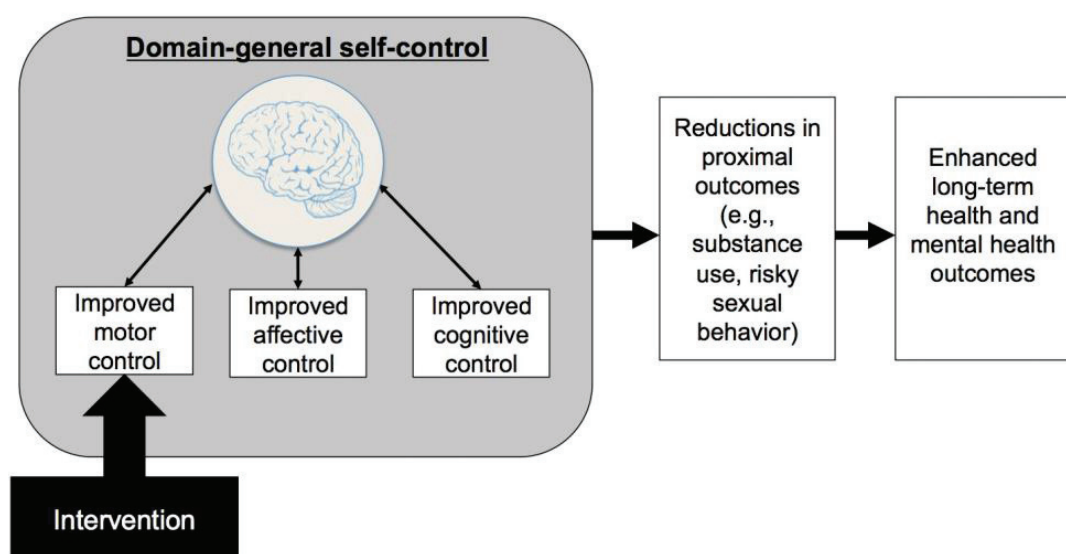 Domain-general self-control
Improved
motor
control
Improved
affective
control
Improved
cognitive
control
Intervention
Reductions in
proximal
outcomes
(e.g.,
substance
use, risky
sexual
behavior)
Enhanced
long-term
health and
mental health
outcomes